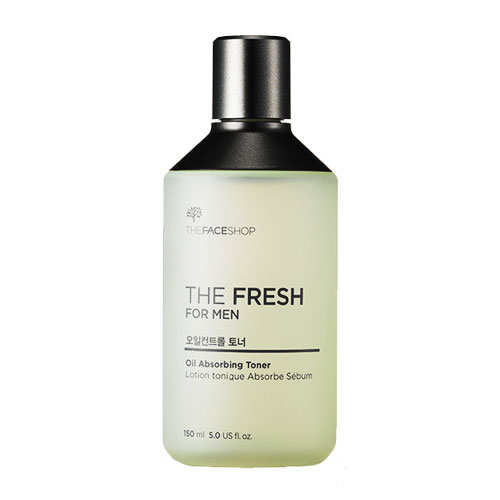 THEFACESHOP
THE FRESH
FOR MEN
오일컨트롤 토너
Oil Absorbing Toner
Lotion tonique Absorbe Sébum
150 ml 5.0 US fl. oz.